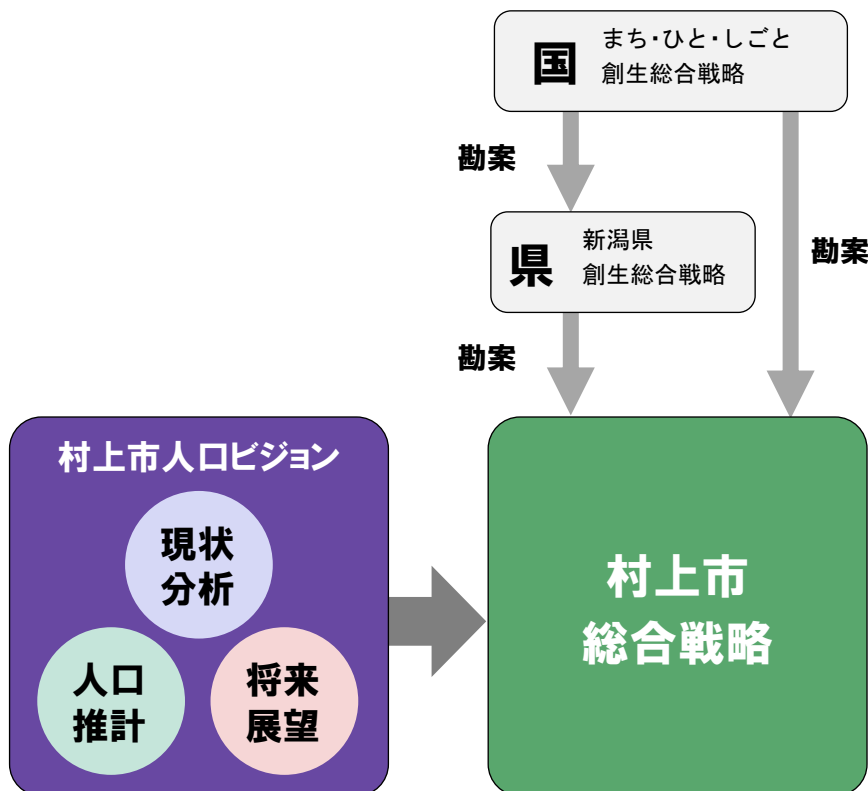 国
まち・ひと・しごと
創生総合戦略
勘案
勘案
県
新潟県
創生総合戦略
勘案
村上市人口ビジョン
現状
分析
人口
推計
将来
展望
村上市
総合戦略